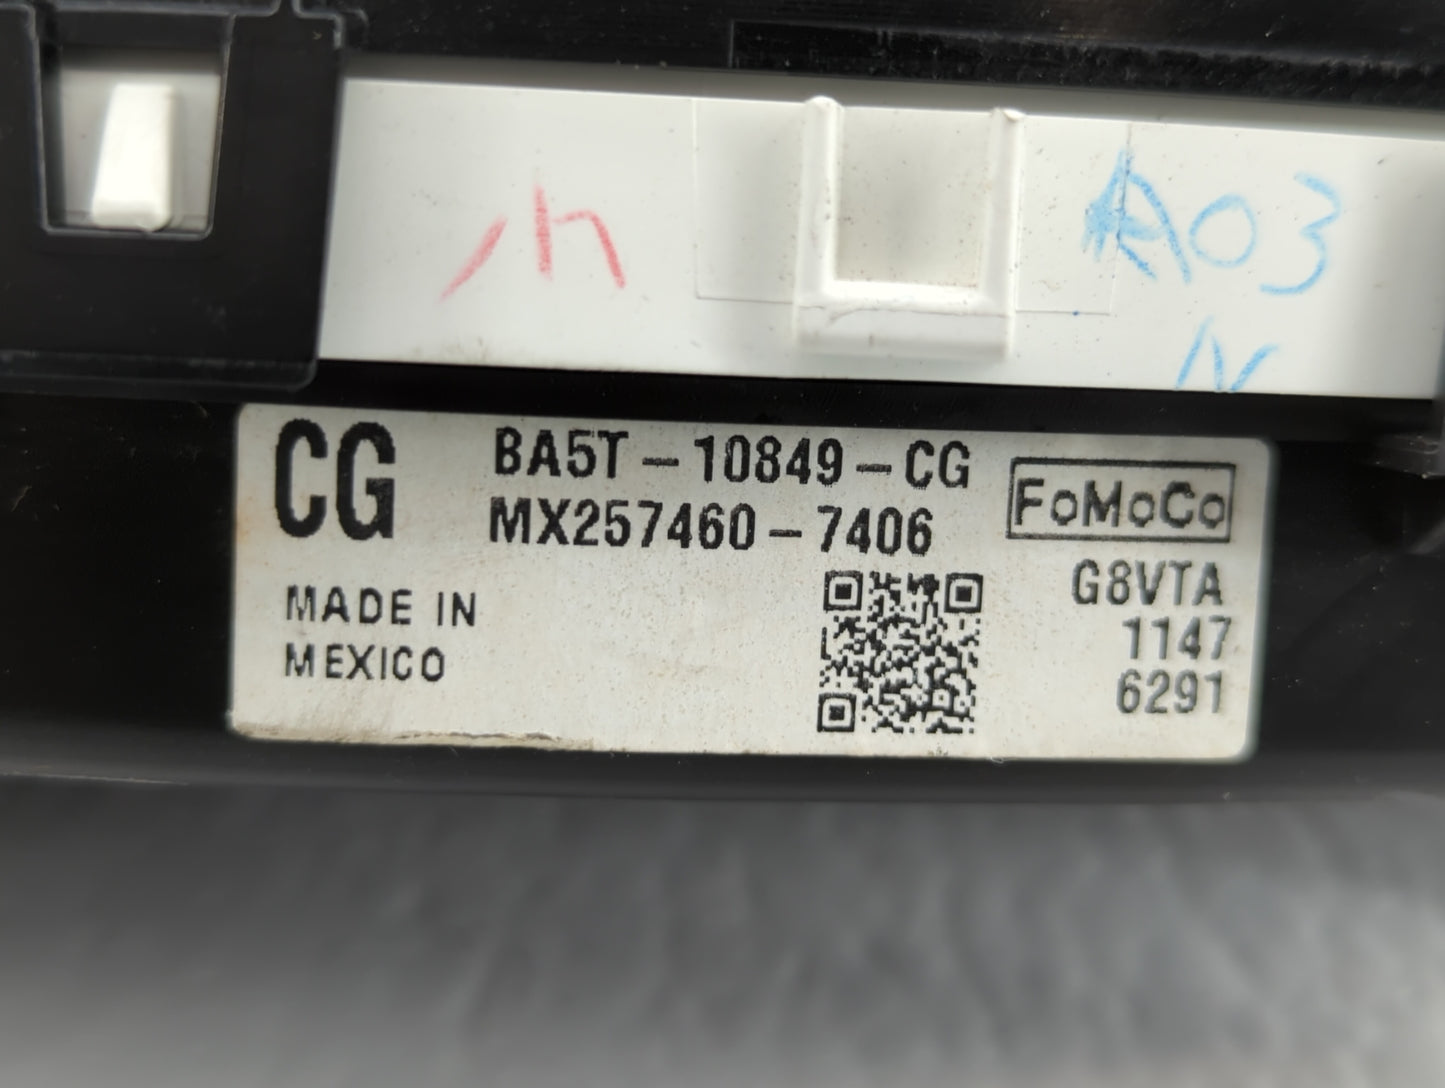 A03
CG
BA5T-10849-CG
MX257460-7406
FoMoCo
G8VTA
1147
6291
MADE IN
MEXICO